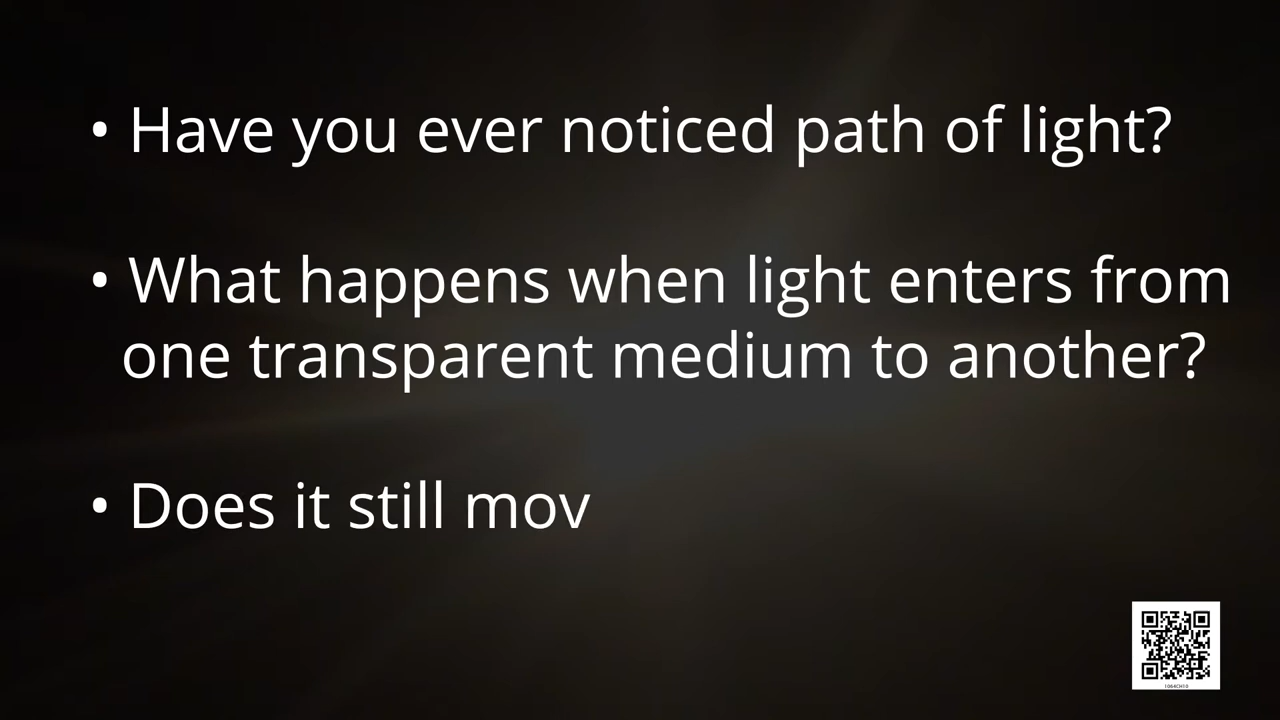 • Have you ever noticed path of light?
• What happens when light enters from
one transparent medium to another?
• Does it still mov
1064CH10